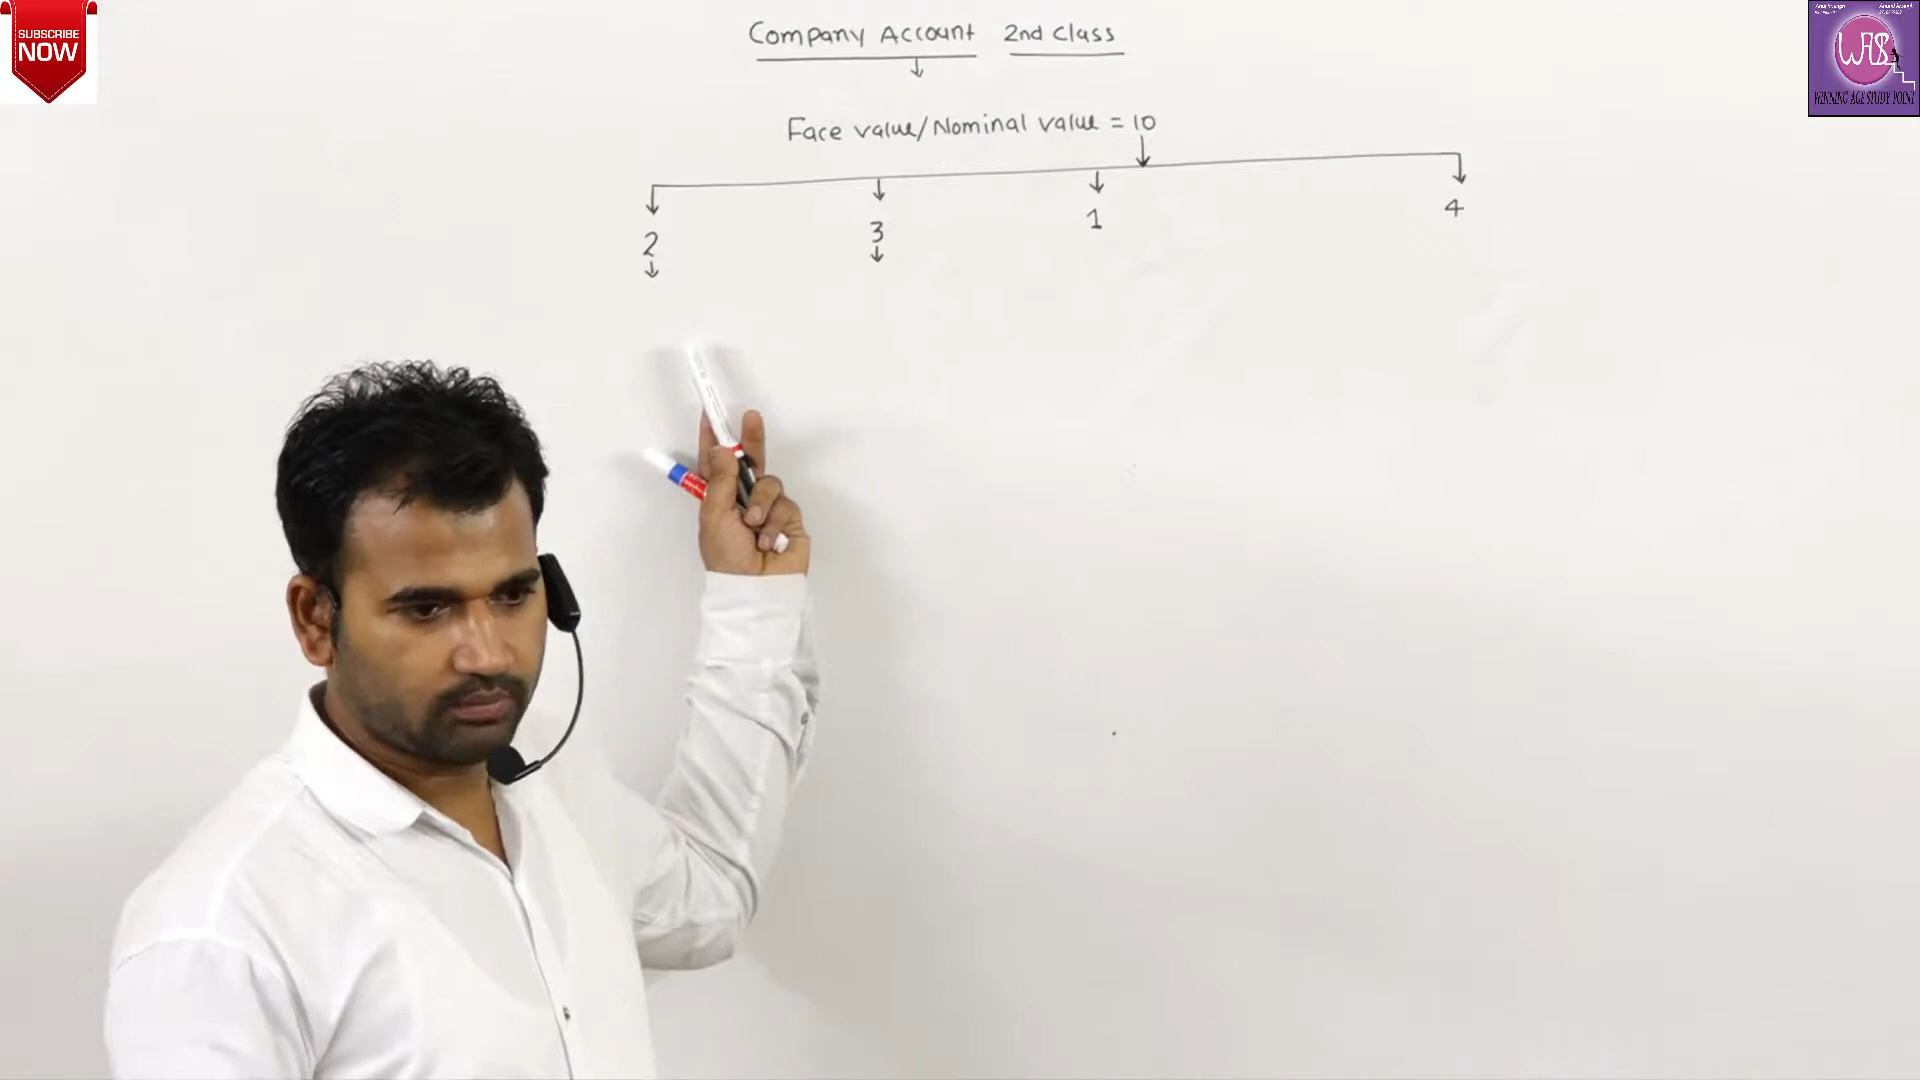 SUBSCRIBE
NOW
Company Account 2nd Class
Face value/Nominal value = 10
2 3 1 4
WASP
WINNING AGE STUDY POINT